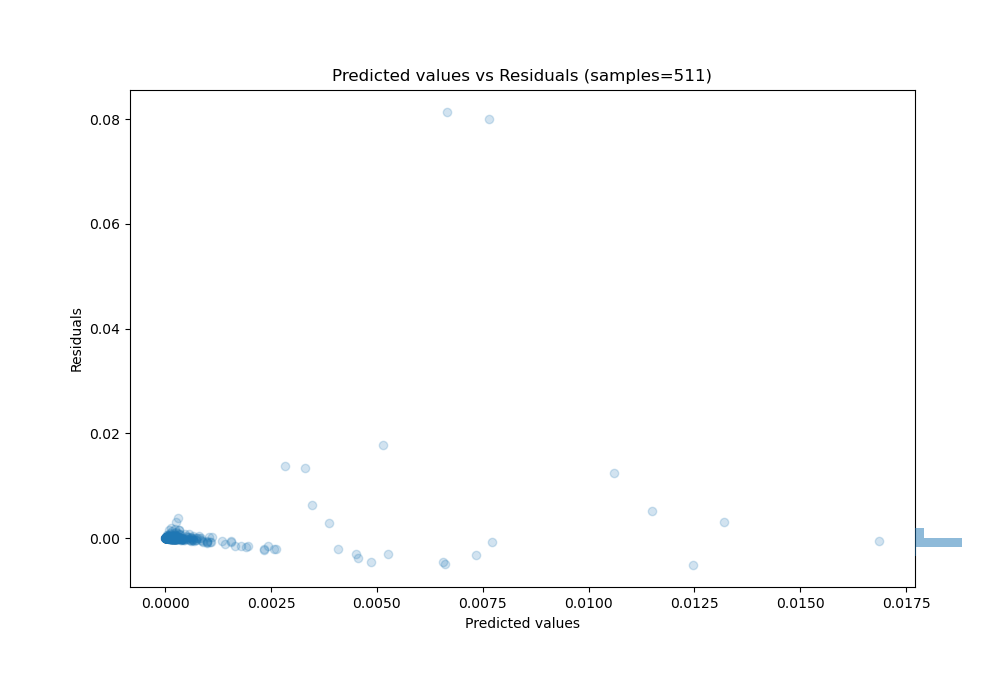 Predicted values vs Residuals (samples=511)
0.08
0.06
0.04
0.02
0.00
Residuals
0.0000 0.0025 0.0050 0.0075 0.0100 0.0125 0.0150 0.0175
Predicted values